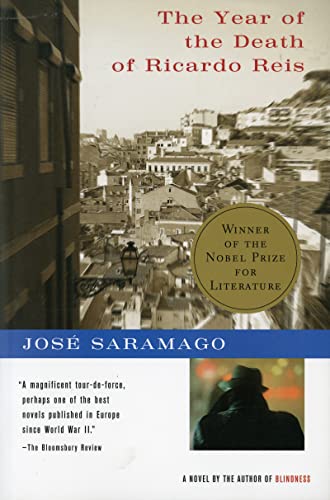 The Year of
the Death
of Ricardo Reis
WINNER
OF THE
NOBEL PRIZE
FOR
LITERATURE
JOSÉ SARAMAGO
"A magnificent tour-de-force,
perhaps one of the best
novels published in Europe
since World War II."
—The Bloomsbury Review
A NOVEL BY THE AUTHOR OF BLINDNESS